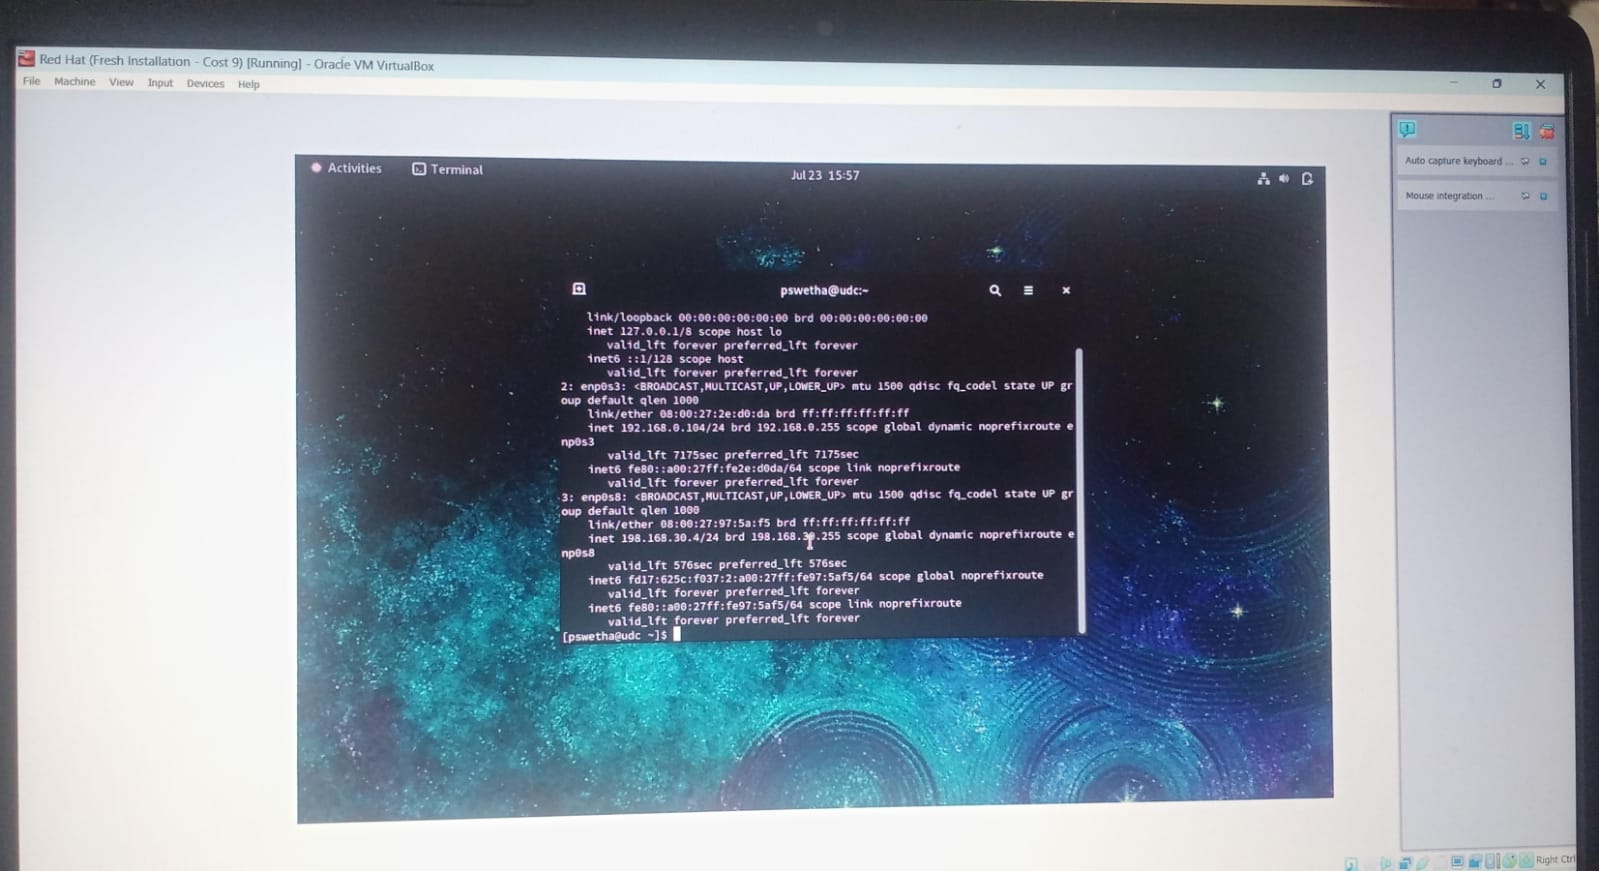 Red Hat (Fresh Installation - Cost 9) [Running] - Oracle VM VirtualBox
File Machine View Input Devices Help
Activities Terminal Jul 23 15:57
Auto capture keyboard ...
Mouse integration ...
pswetha@udc:~
link/loopback 00:00:00:00:00:00 brd 00:00:00:00:00:00
inet 127.0.0.1/8 scope host lo
valid_lft forever preferred_lft forever
inet6 ::1/128 scope host
valid_lft forever preferred_lft forever
2: enp0s3: <BROADCAST,MULTICAST,UP,LOWER_UP> mtu 1500 qdisc fq_codel state UP gr
oup default qlen 1000
link/ether 08:00:27:2e:d0:da brd ff:ff:ff:ff:ff:ff
inet 192.168.0.104/24 brd 192.168.0.255 scope global dynamic noprefixroute e
np0s3
valid_lft 7175sec preferred_lft 7175sec
inet6 fe80::a00:27ff:fe2e:d0da/64 scope link noprefixroute
valid_lft forever preferred_lft forever
3: enp0s8: <BROADCAST,MULTICAST,UP,LOWER_UP> mtu 1500 qdisc fq_codel state UP gr
oup default qlen 1000
link/ether 08:00:27:97:5a:f5 brd ff:ff:ff:ff:ff:ff
inet 198.168.30.4/24 brd 198.168.30.255 scope global dynamic noprefixroute e
np0s8
valid_lft 576sec preferred_lft 576sec
inet6 fd17:625c:f037:2:a00:27ff:fe97:5af5/64 scope global noprefixroute
valid_lft forever preferred_lft forever
inet6 fe80::a00:27ff:fe97:5af5/64 scope link noprefixroute
valid_lft forever preferred_lft forever
[pswetha@udc ~]$
Right Ctrl